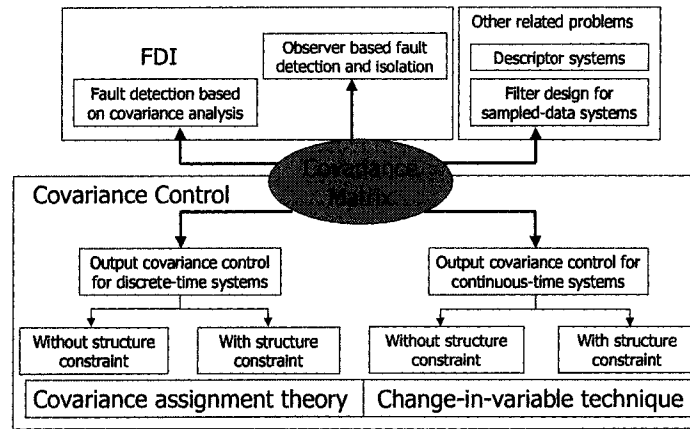 Other related problems
FDI
Observer based fault
detection and isolation
Descriptor systems
Fault detection based
on covariance analysis
Filter design for
sampled-data systems
Covariance
Matrix
Covariance Control
Output covariance control
for discrete-time systems
Output covariance control for
continuous-time systems
Without structure
constraint
With structure
constraint
Without structure
constraint
With structure
constraint
Covariance assignment theory
Change-in-variable technique